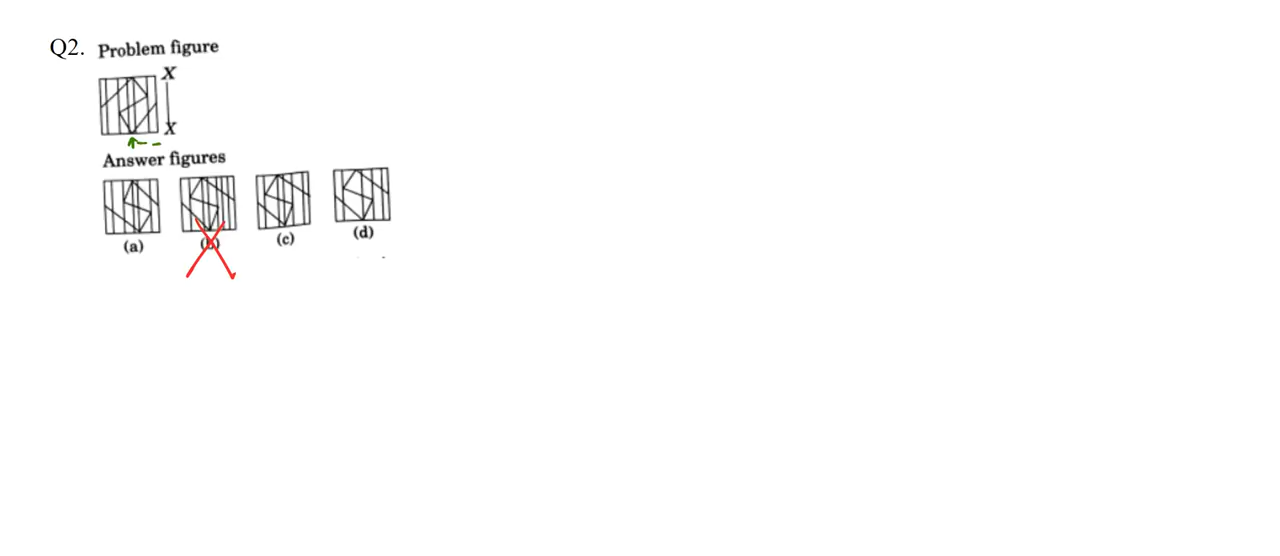 Q2. Problem figure
X
X
Answer figures
(a) (b) (c) (d)